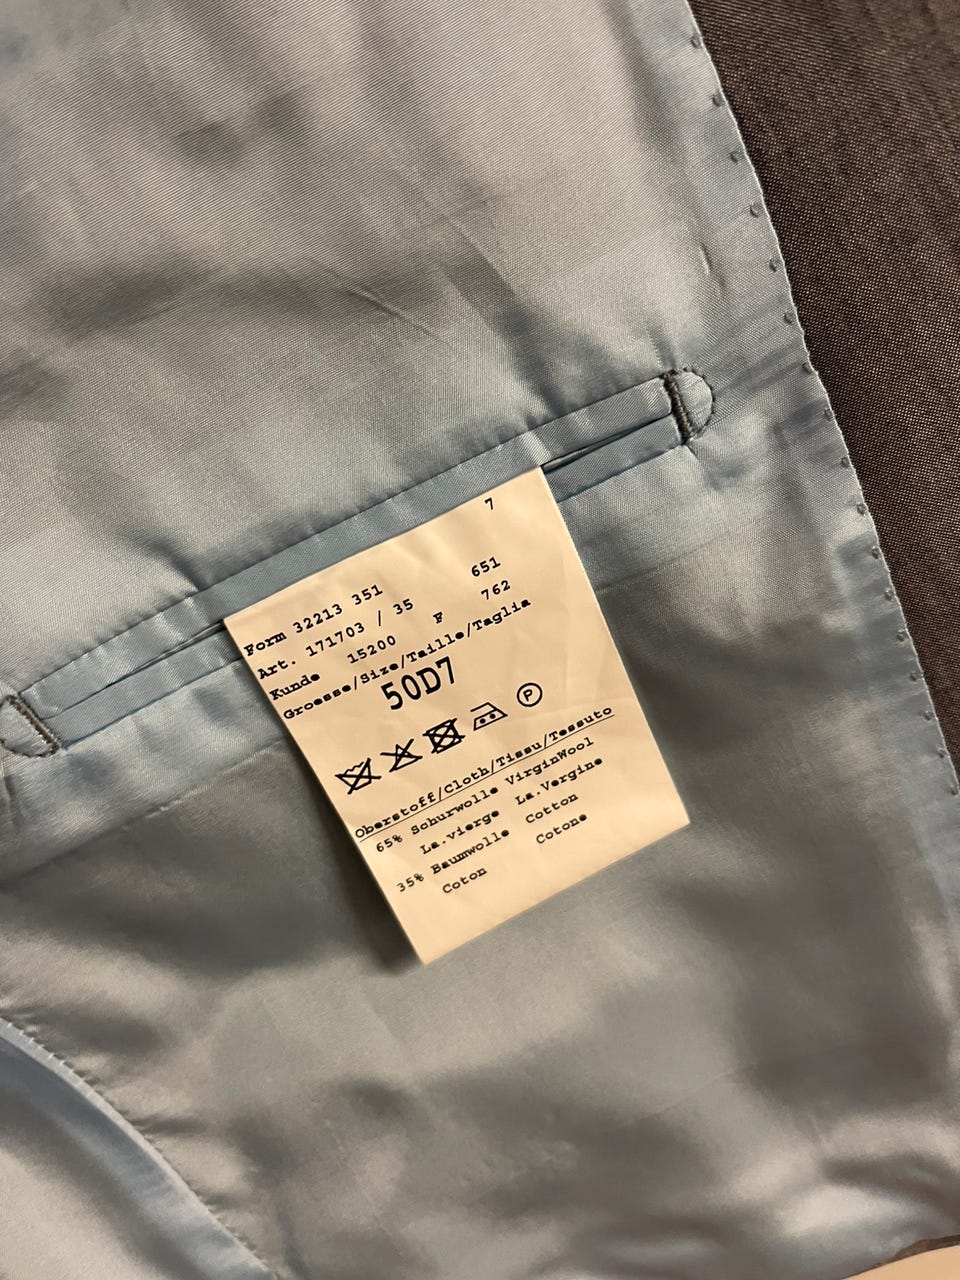 7
Form 32213 351 651
Art. 171703 / 35 762
Kunde 15200 F
Groesse/Size/Taille/Taglia
50D7
P
Oberstoff/Cloth/Tissu/Tessuto
65% Schurwolle VirginWool
La.vierge La.Vergine
35% Baumwolle Cotton
Coton Cotone